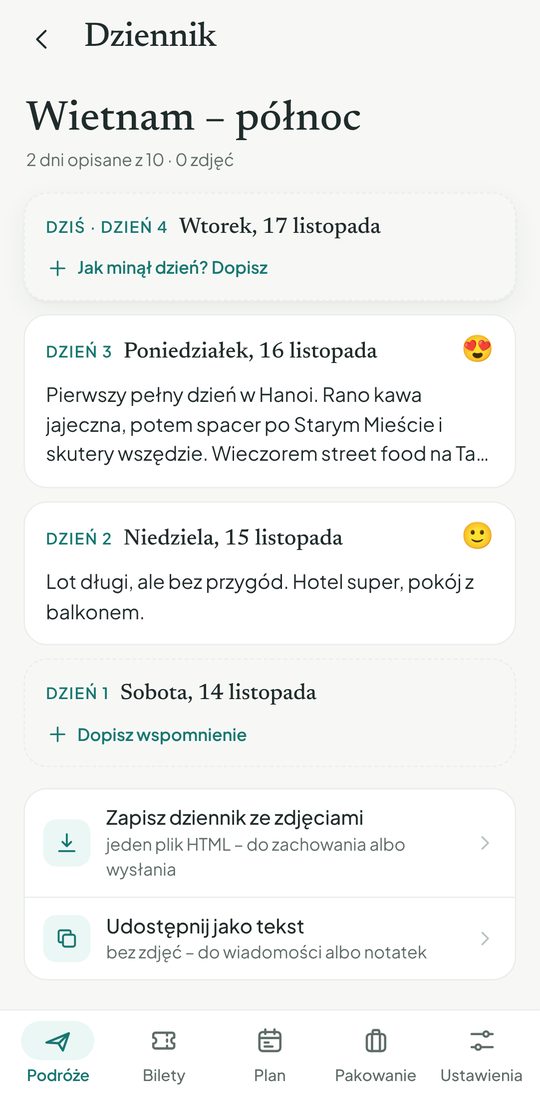 Dziennik
Wietnam – północ
2 dni opisane z 10 · 0 zdjęć
DZIŚ · DZIEŃ 4 Wtorek, 17 listopada
Jak minął dzień? Dopisz
DZIEŃ 3 Poniedziałek, 16 listopada
Pierwszy pełny dzień w Hanoi. Rano kawa
jajeczna, potem spacer po Starym Mieście i
skutery wszędzie. Wieczorem street food na Ta…
DZIEŃ 2 Niedziela, 15 listopada
Lot długi, ale bez przygód. Hotel super, pokój z
balkonem.
DZIEŃ 1 Sobota, 14 listopada
Dopisz wspomnienie
Zapisz dziennik ze zdjęciami
jeden plik HTML – do zachowania albo
wysłania
Udostępnij jako tekst
bez zdjęć – do wiadomości albo notatek
Podróże
Bilety
Plan
Pakowanie
Ustawienia